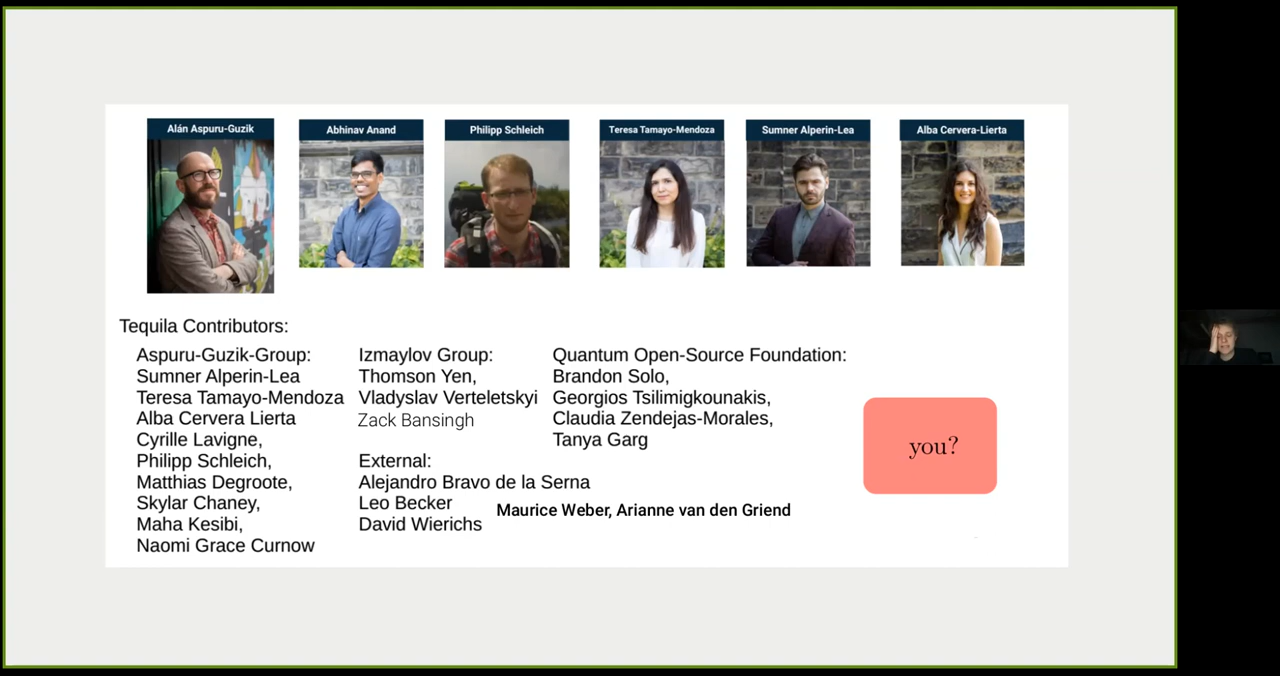 Alán Aspuru-Guzik
Abhinav Anand
Philipp Schleich
Teresa Tamayo-Mendoza
Sumner Alperin-Lea
Alba Cervera-Lierta
Tequila Contributors:
Aspuru-Guzik-Group:
Sumner Alperin-Lea
Teresa Tamayo-Mendoza
Alba Cervera Lierta
Cyrille Lavigne,
Philipp Schleich,
Matthias Degroote,
Skylar Chaney,
Maha Kesibi,
Naomi Grace Curnow
Izmaylov Group:
Thomson Yen,
Vladyslav Verteletskyi
Zack Bansingh
External:
Alejandro Bravo de la Serna
Leo Becker
David Wierichs
Maurice Weber, Arianne van den Griend
Quantum Open-Source Foundation:
Brandon Solo,
Georgios Tsilimigkounakis,
Claudia Zendejas-Morales,
Tanya Garg
you?